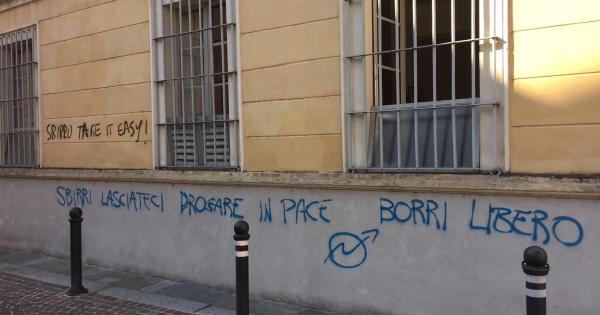 SBIRRO TAKE IT EASY!
SBIRRI LASCIATECI DROGARE IN PACE BORRI LIBERO